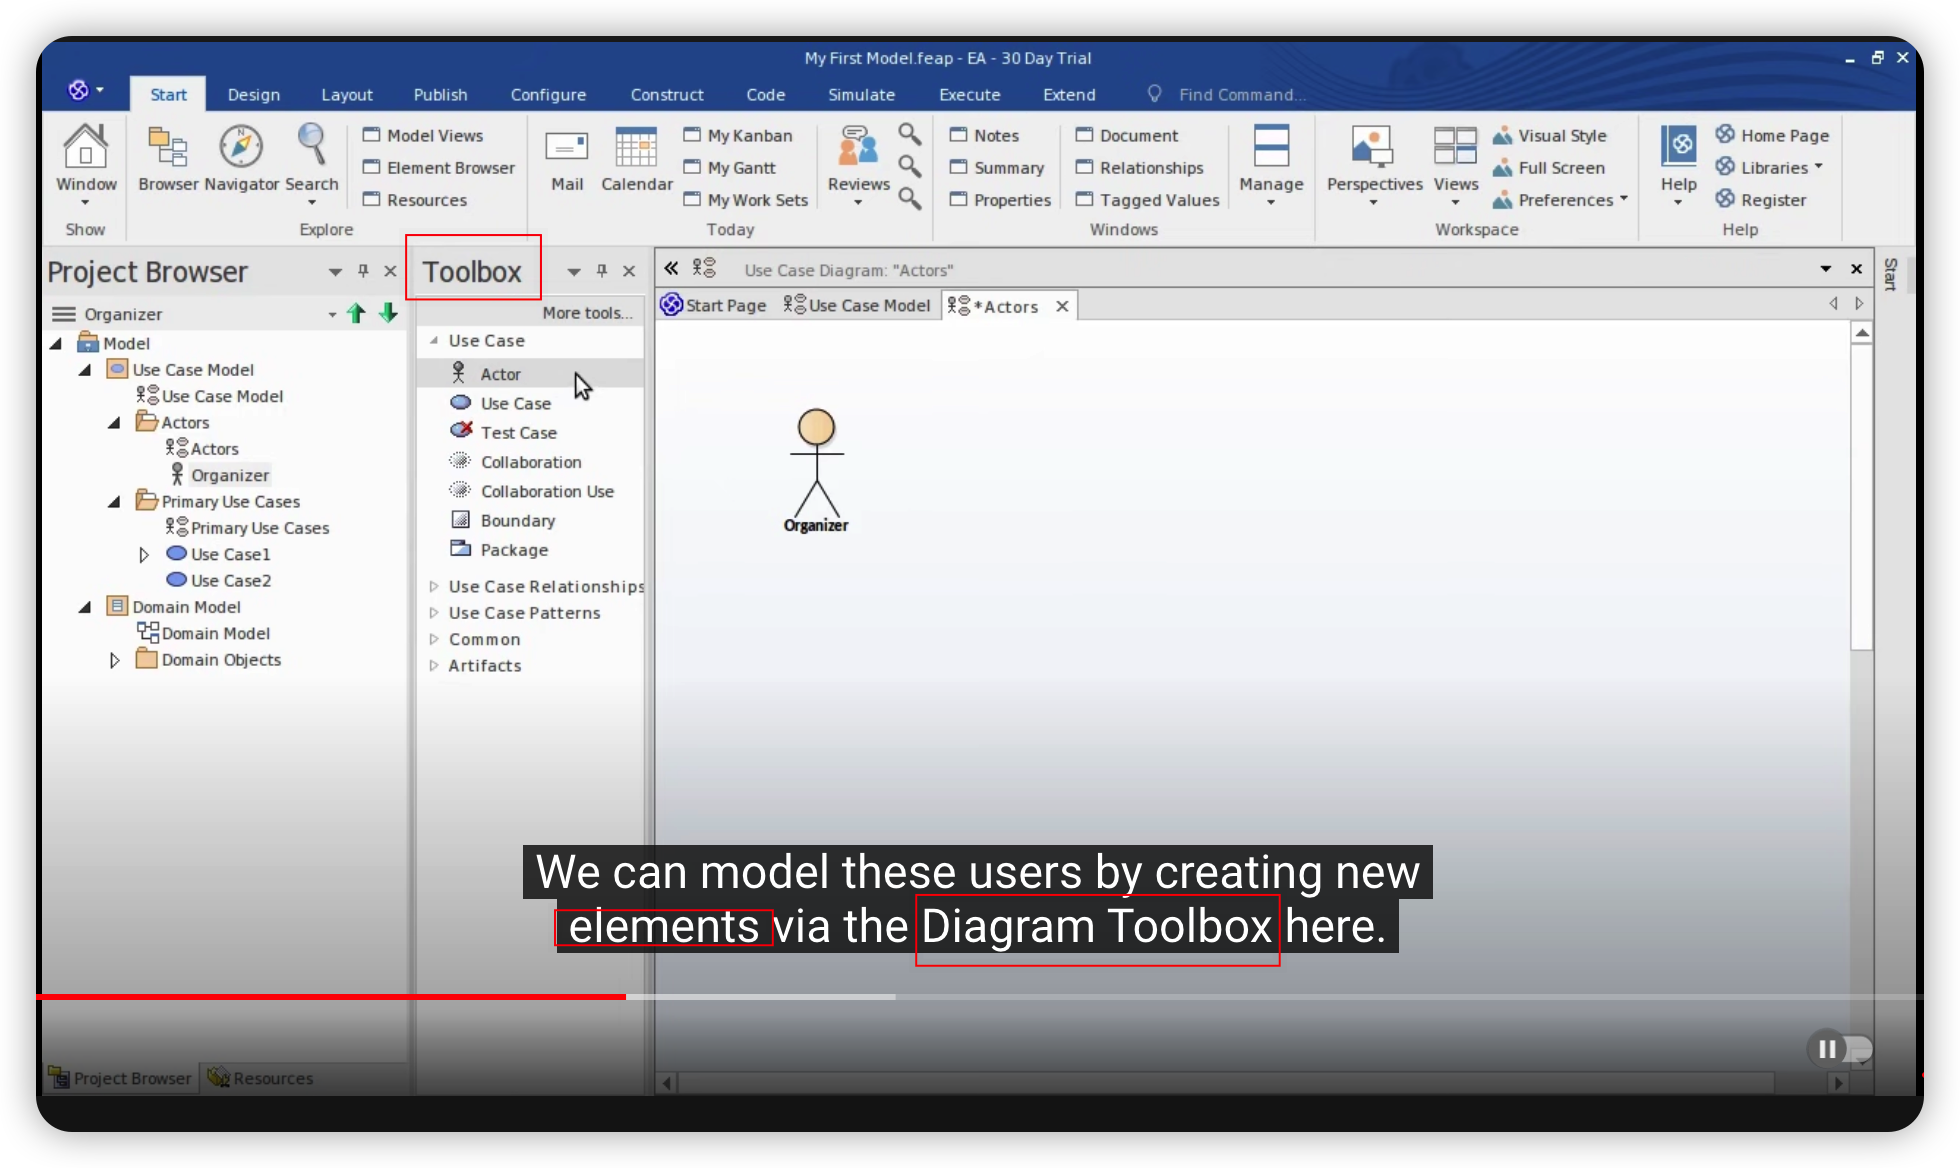 My First Model.feap - EA - 30 Day Trial
Start Design Layout Publish Configure Construct Code Simulate Execute Extend Find Command...
Window
Show
Browser Navigator Search
Model Views
Element Browser
Resources
Explore
Mail Calendar
My Kanban
My Gantt
My Work Sets
Reviews
Today
Notes
Summary
Properties
Document
Relationships
Tagged Values
Manage
Windows
Perspectives Views
Visual Style
Full Screen
Preferences
Workspace
Help
Home Page
Libraries
Register
Help
Project Browser
Organizer
Model
Use Case Model
Use Case Model
Actors
Actors
Organizer
Primary Use Cases
Primary Use Cases
Use Case1
Use Case2
Domain Model
Domain Model
Domain Objects
Project Browser Resources
Toolbox
More tools...
Use Case
Actor
Use Case
Test Case
Collaboration
Collaboration Use
Boundary
Package
Use Case Relationships
Use Case Patterns
Common
Artifacts
Use Case Diagram: "Actors"
Start Page Use Case Model *Actors
Organizer
Start
We can model these users by creating new
elements via the Diagram Toolbox here.